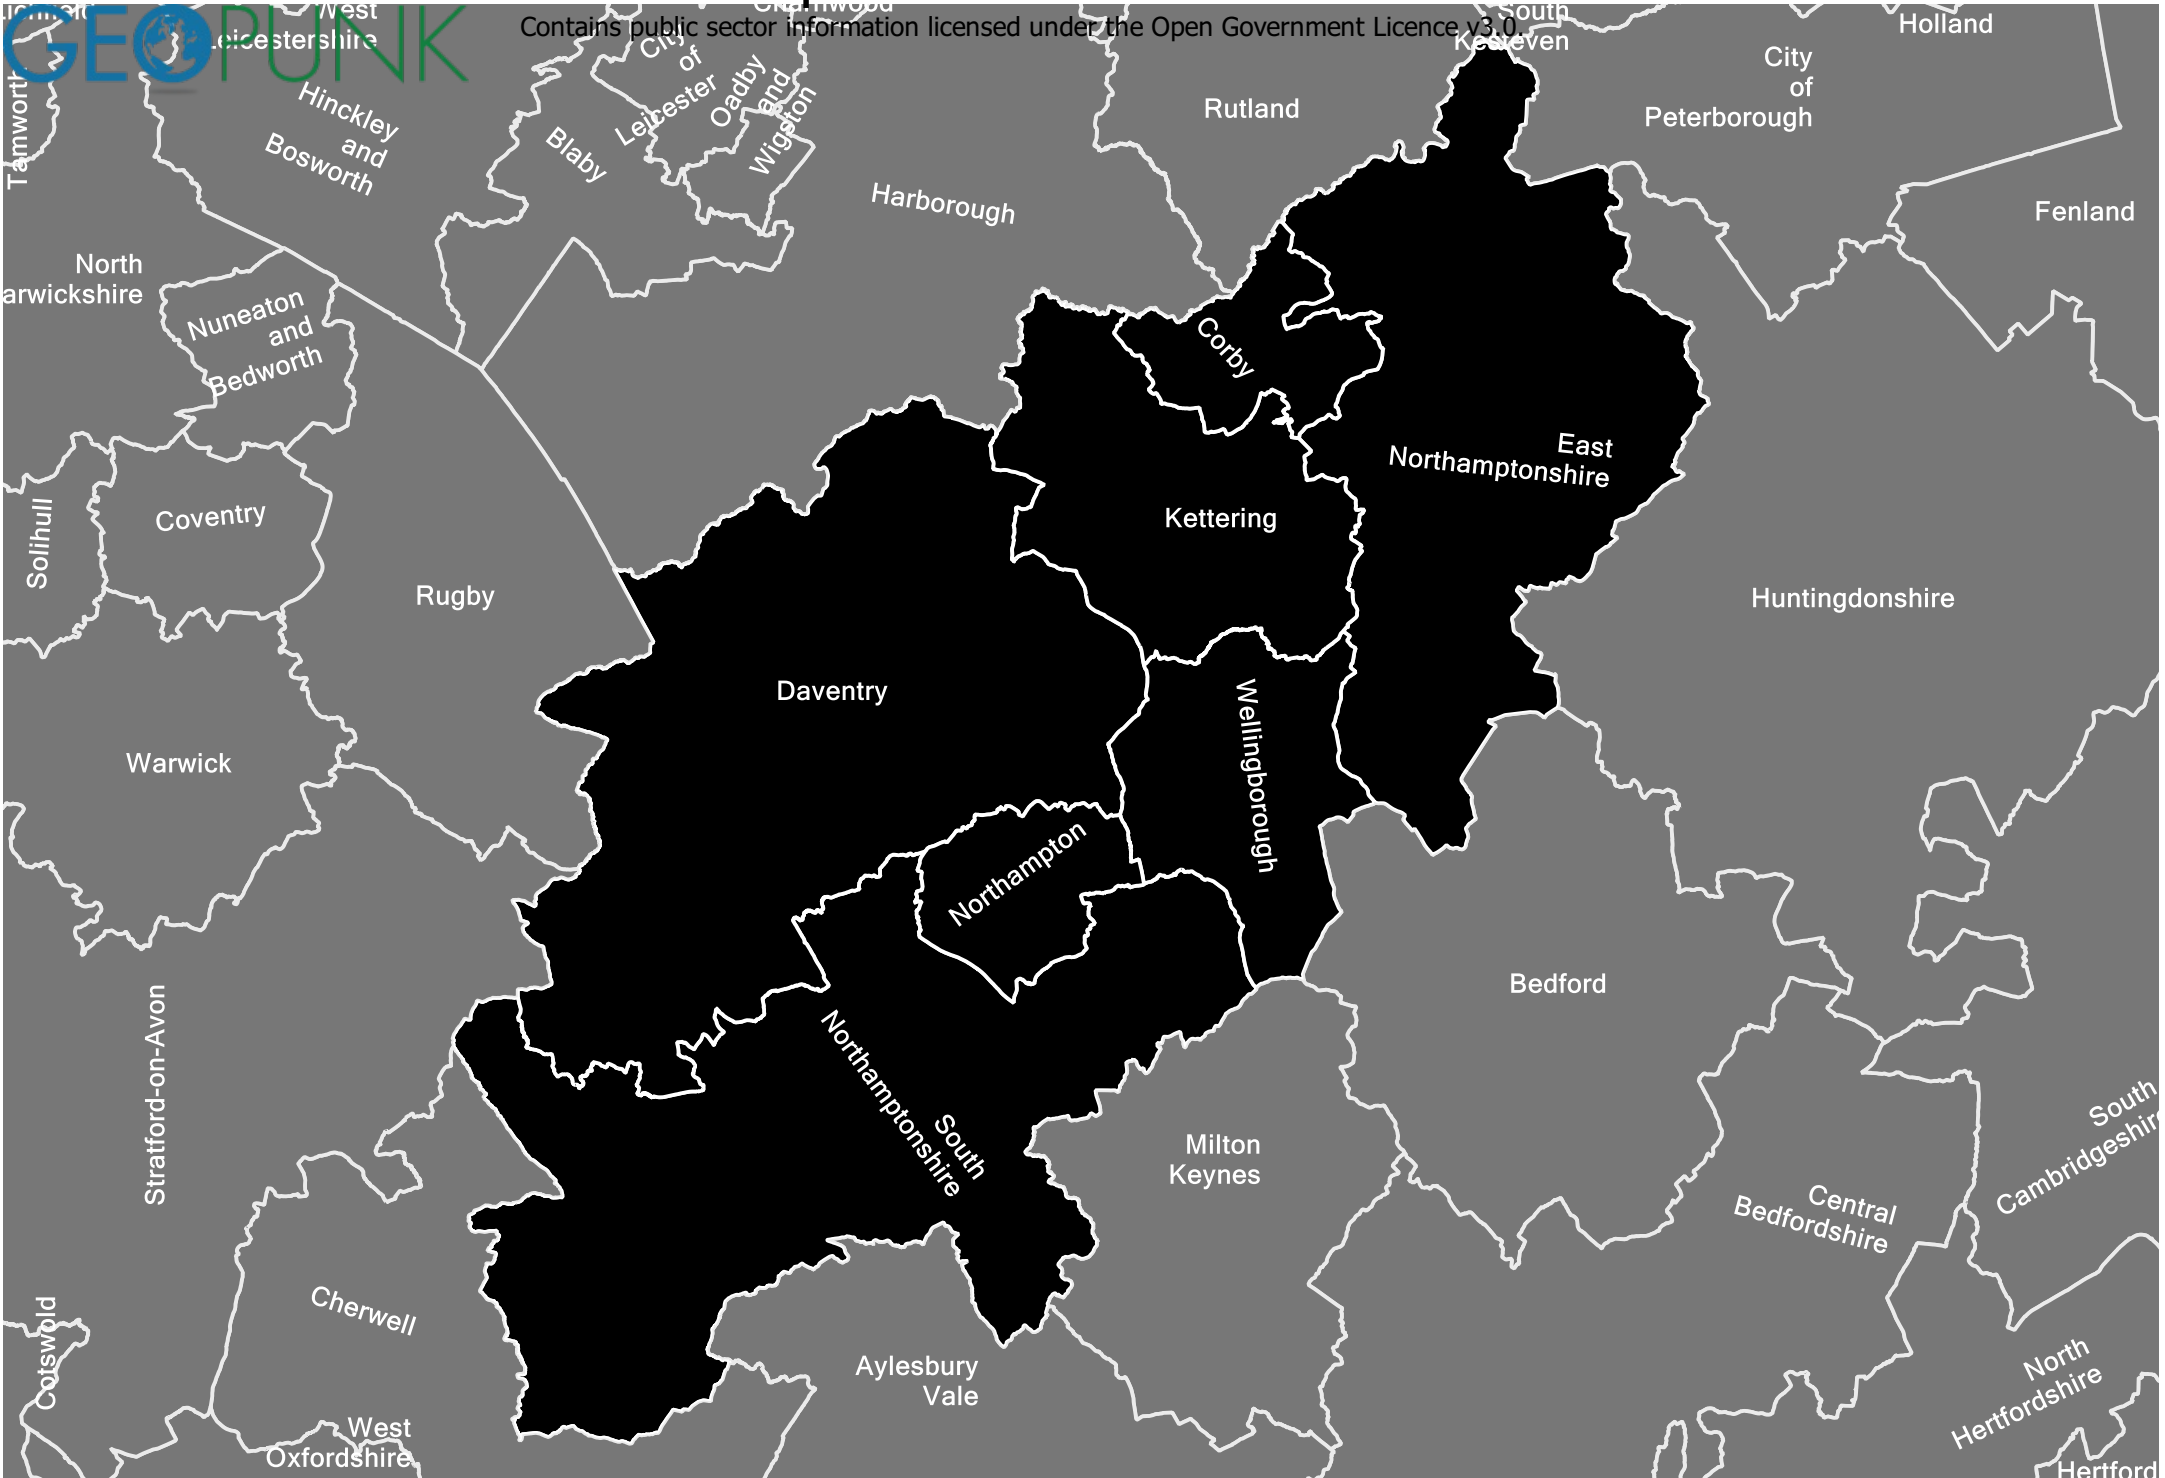 GEOPUNK
Contains public sector information licensed under the Open Government Licence v3.0.
West
Leicestershire
Charnwood
South
Kesteven
Holland
City
of
Peterborough
Tamworth
Hinckley
and
Bosworth
Blaby
City
of
Leicester
Oadby
and
Wigston
Harborough
Rutland
Fenland
North
arwickshire
Nuneaton
and
Bedworth
Corby
East
Northamptonshire
Solihull
Coventry
Kettering
Rugby
Huntingdonshire
Daventry
Wellingborough
Warwick
Northampton
Bedford
Stratford-on-Avon
South
Northamptonshire
Milton
Keynes
South
Cambridgeshire
Central
Bedfordshire
Cherwell
Cotswold
Aylesbury
Vale
North
Hertfordshire
West
Oxfordshire
Hertford